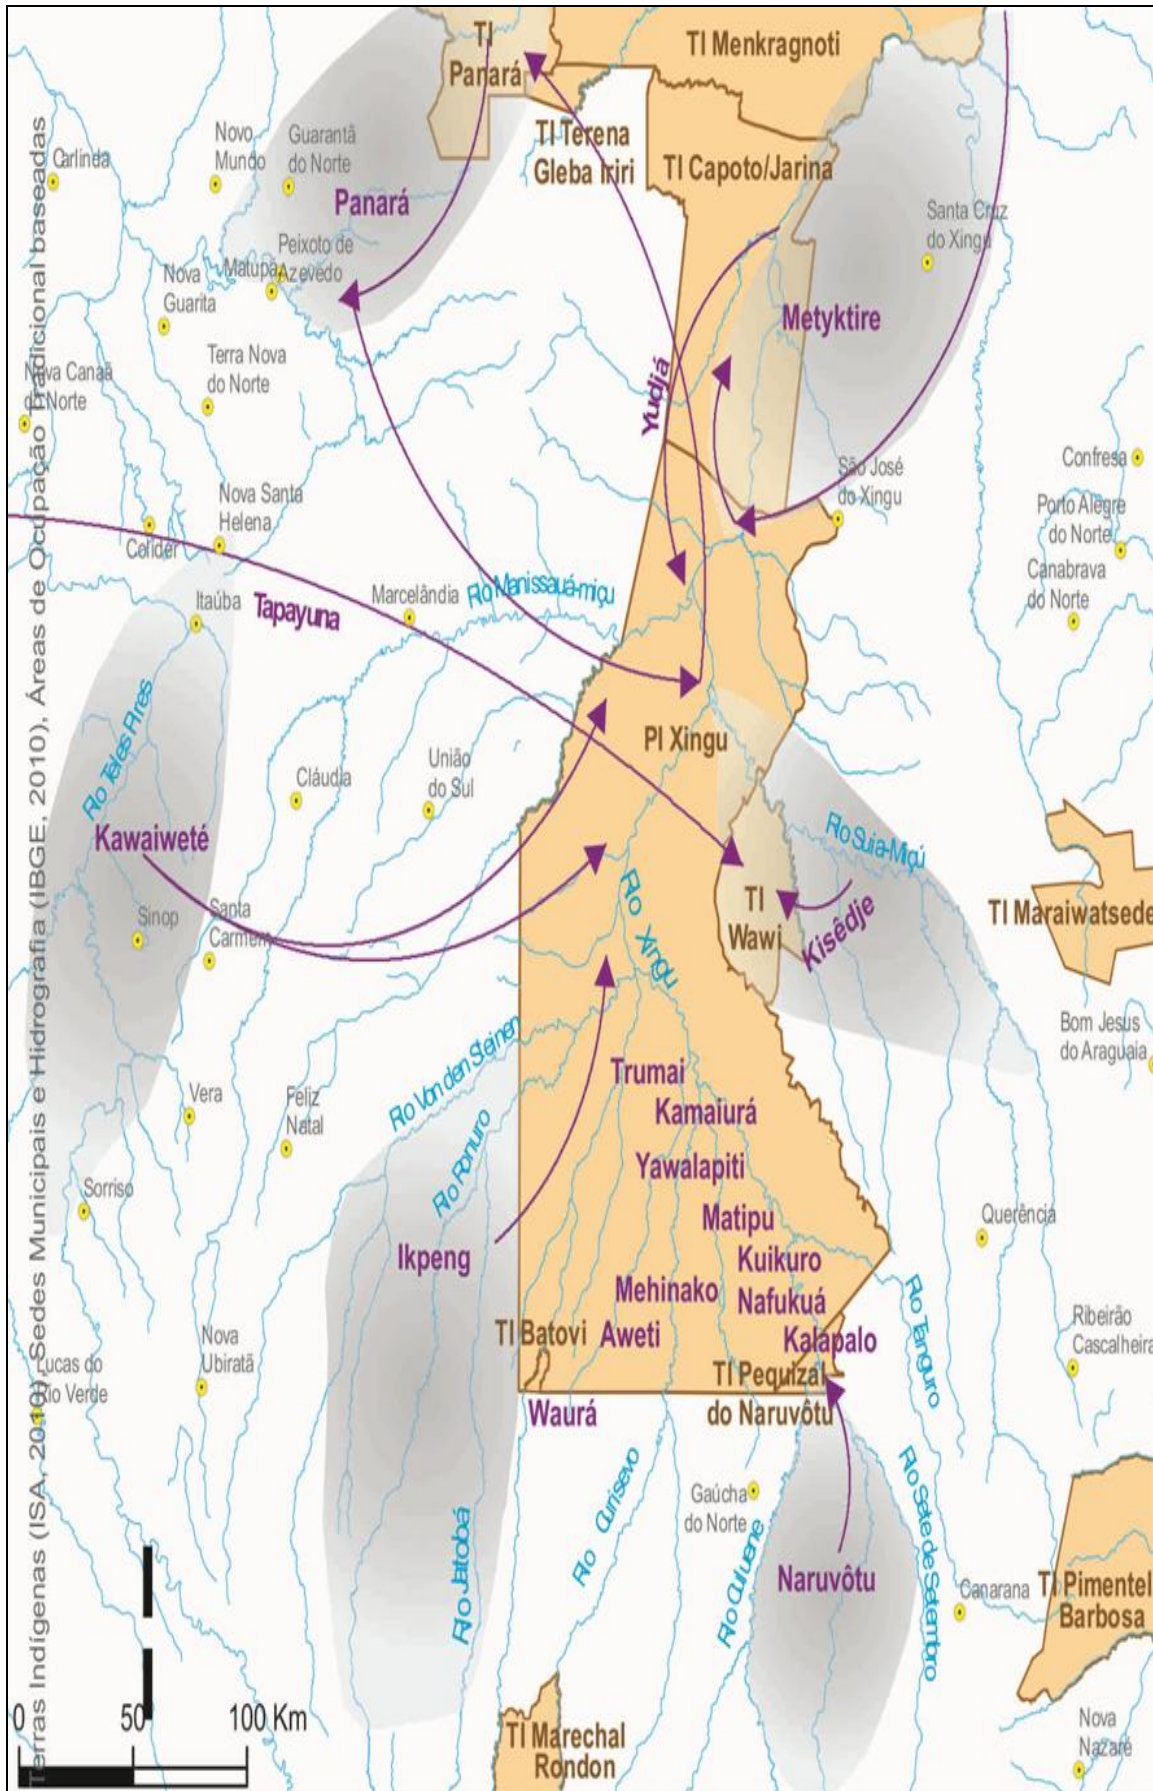 TI
Panará
TI Menkragnoti
TI Terena
Gleba Iriri
TI Capoto/Jarina
Novo
Mundo
Guarantã
do Norte
Carlinda
Panará
Santa Cruz
do Xingu
Peixoto de
Azevedo
Matupá
Nova
Guarita
Metyktire
Terra Nova
do Norte
Nova Canaã
do Norte
Yudjá
Confresa
São José
do Xingu
Nova Santa
Helena
Porto Alegre
do Norte
Colíder
Canabrava
do Norte
Itaúba
Tapayuna
Marcelândia
Rio Manissauá-miçu
Rio Teles Pires
PI Xingu
União
do Sul
Cláudia
Kawaiweté
Rio Suia-Miçú
TI
Wawi
Kisêdje
TI Maraiwatsede
Sinop
Santa
Carmem
Rio Xingu
Bom Jesus
do Araguaia
Rio Von den Steinen
Trumai
Kamaiurá
Vera
Feliz
Natal
Rio Ronuro
Yawalapiti
Sorriso
Matipu
Querência
Ikpeng
Kuikuro
Mehinako
Nafukuá
Rio Tanguro
TI Batovi
Aweti
Kalapalo
Ribeirão
Cascalheira
Nova
Ubiratã
Lucas do
Rio Verde
TI Pequizal
do Naruvôtu
Waurá
Gaúcha
do Norte
Rio Curisevo
Rio Jatobá
Rio Culuene
Rio Sete de Setembro
Naruvôtu
Canarana
TI Pimentel
Barbosa
TI Marechal
Rondon
Nova
Nazaré
0 50 100 Km
Terras Indígenas (ISA, 2010), Sedes Municipais e Hidrografia (IBGE, 2010), Áreas de Ocupação Tradicional baseadas